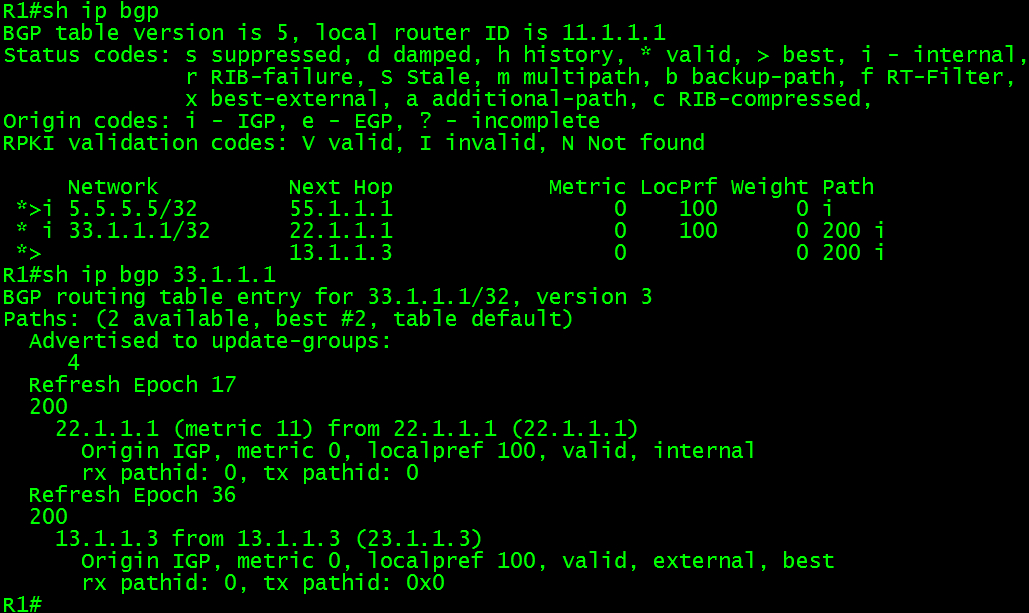 R1#sh ip bgp
BGP table version is 5, local router ID is 11.1.1.1
Status codes: s suppressed, d damped, h history, * valid, > best, i - internal,
              r RIB-failure, S Stale, m multipath, b backup-path, f RT-Filter,
              x best-external, a additional-path, c RIB-compressed,
Origin codes: i - IGP, e - EGP, ? - incomplete
RPKI validation codes: V valid, I invalid, N Not found

     Network          Next Hop            Metric LocPrf Weight Path
 *>i 5.5.5.5/32       55.1.1.1                 0    100      0 i
 * i 33.1.1.1/32      22.1.1.1                 0    100      0 200 i
 *>                   13.1.1.3                 0             0 200 i
R1#sh ip bgp 33.1.1.1
BGP routing table entry for 33.1.1.1/32, version 3
Paths: (2 available, best #2, table default)
  Advertised to update-groups:
     4
  Refresh Epoch 17
  200
    22.1.1.1 (metric 11) from 22.1.1.1 (22.1.1.1)
      Origin IGP, metric 0, localpref 100, valid, internal
      rx pathid: 0, tx pathid: 0
  Refresh Epoch 36
  200
    13.1.1.3 from 13.1.1.3 (23.1.1.3)
      Origin IGP, metric 0, localpref 100, valid, external, best
      rx pathid: 0, tx pathid: 0x0
R1#